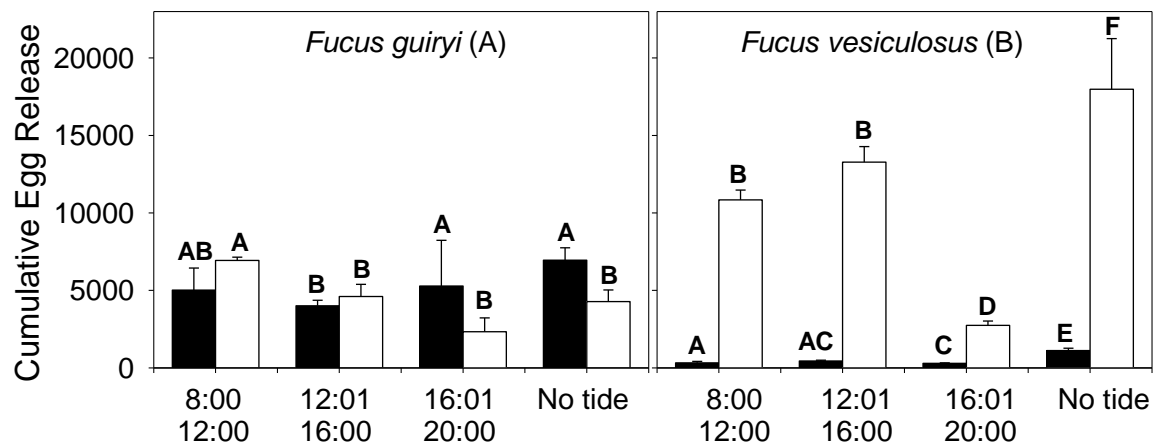 Cumulative Egg Release
20000
15000
10000
5000
0
Fucus guiryi (A)
AB
A
B
B
A
B
A
B
8:00
12:00
12:01
16:00
16:01
20:00
No tide
Fucus vesiculosus (B)
A
B
AC
B
C
D
E
F
8:00
12:00
12:01
16:00
16:01
20:00
No tide